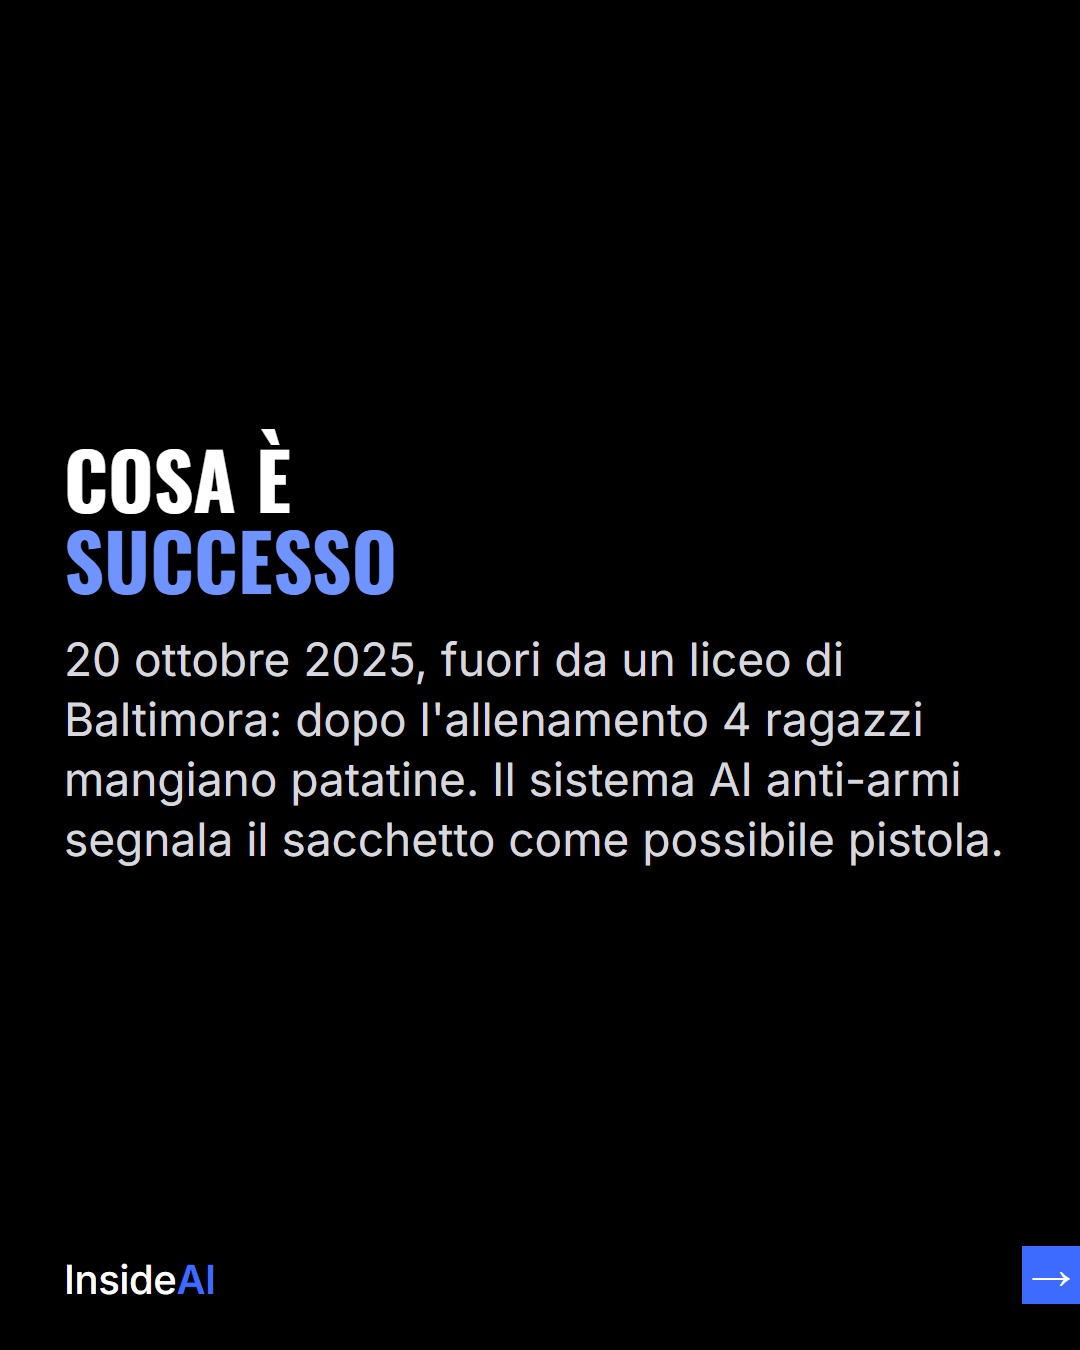 COSA È
SUCCESSO
20 ottobre 2025, fuori da un liceo di
Baltimora: dopo l'allenamento 4 ragazzi
mangiano patatine. Il sistema AI anti-armi
segnala il sacchetto come possibile pistola.
InsideAI
→